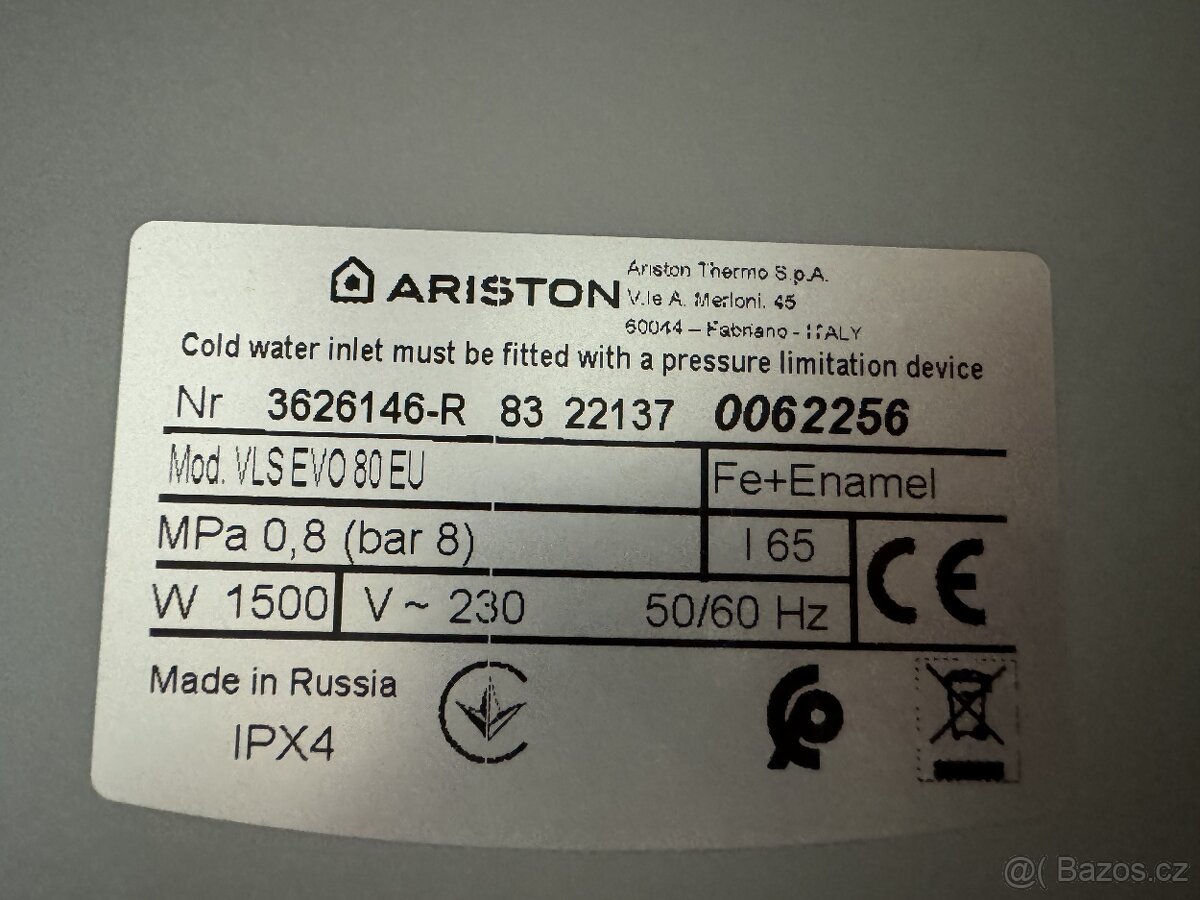 ARISTON
Ariston Thermo S.p.A.
V.le A. Merloni, 45
60044 – Fabriano - ITALY
Cold water inlet must be fitted with a pressure limitation device
Nr 3626146-R 83 22137 0062256
Mod. VLS EVO 80 EU Fe+Enamel
MPa 0,8 (bar 8) l 65
W 1500 V ~ 230 50/60 Hz
CE
Made in Russia
IPX4
@( Bazos.cz